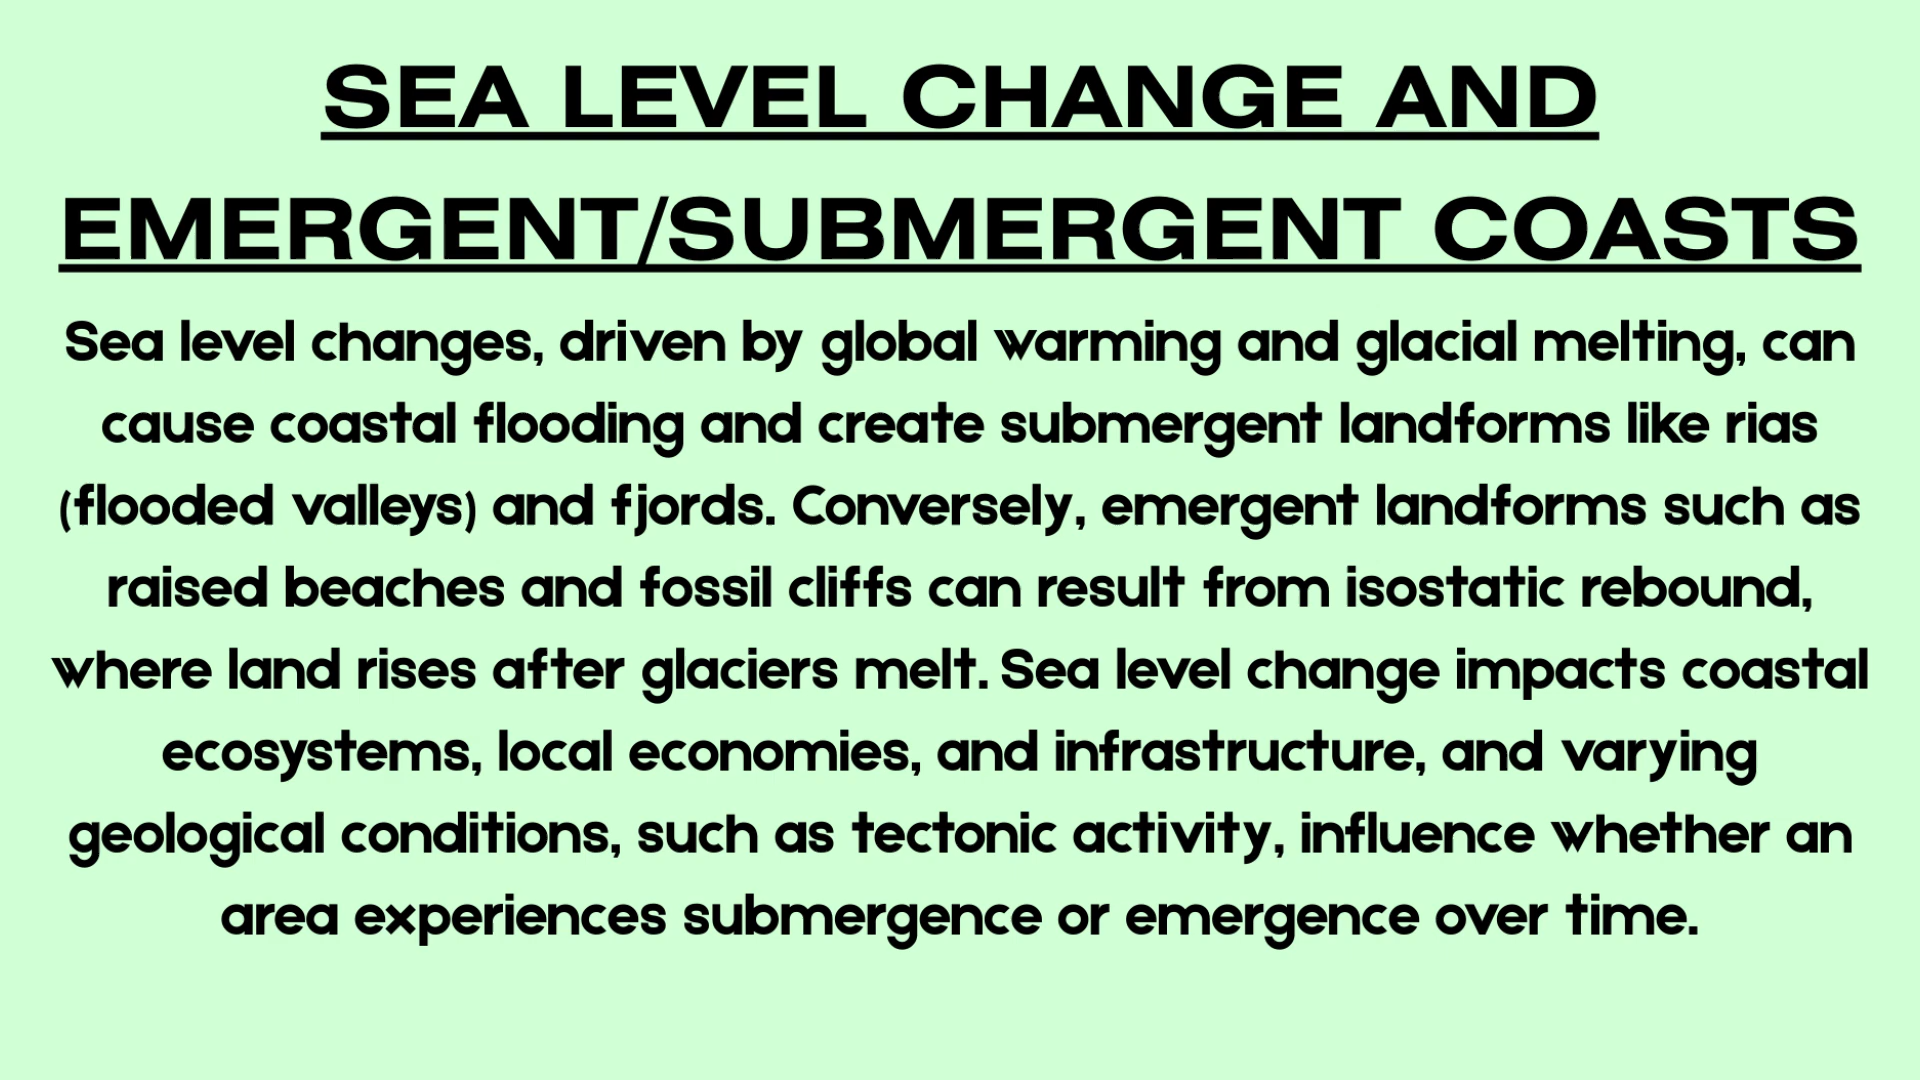 SEA LEVEL CHANGE AND
EMERGENT/SUBMERGENT COASTS
Sea level changes, driven by global warming and glacial melting, can
cause coastal flooding and create submergent landforms like rias
(flooded valleys) and fjords. Conversely, emergent landforms such as
raised beaches and fossil cliffs can result from isostatic rebound,
where land rises after glaciers melt. Sea level change impacts coastal
ecosystems, local economies, and infrastructure, and varying
geological conditions, such as tectonic activity, influence whether an
area experiences submergence or emergence over time.